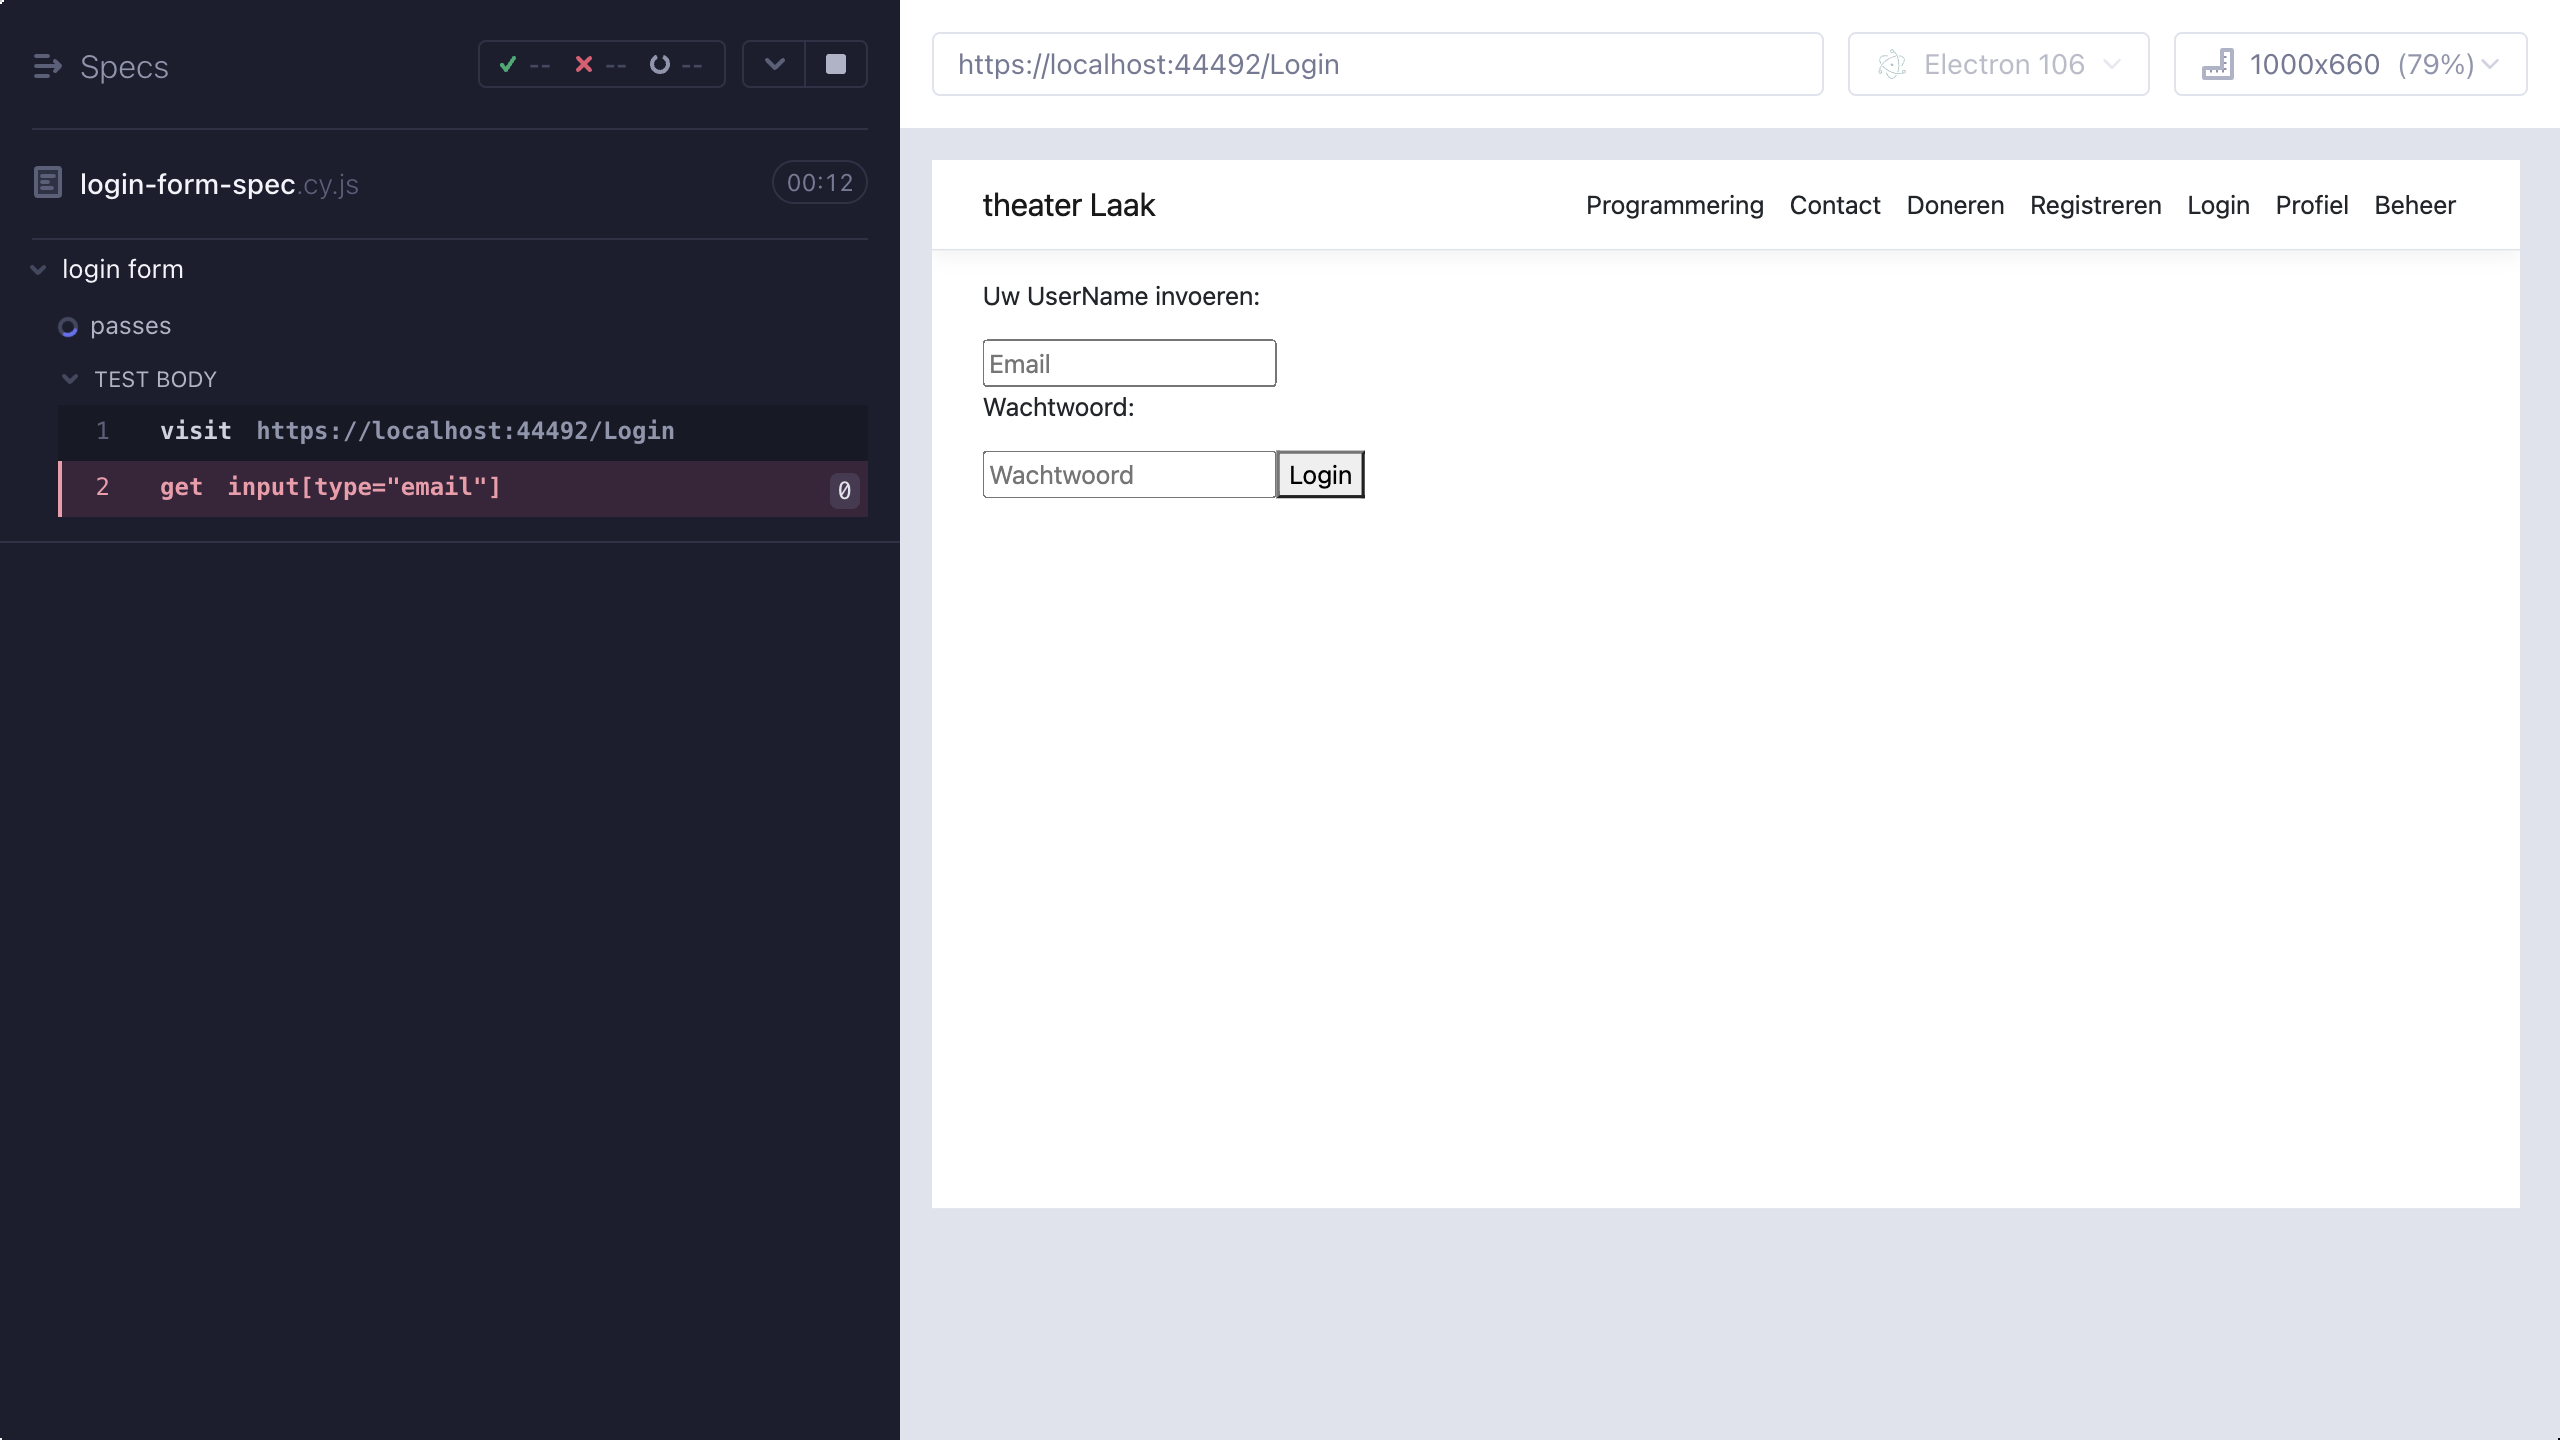 Specs
-- -- --
login-form-spec.cy.js
00:12
login form
passes
TEST BODY
1 visit https://localhost:44492/Login
2 get input[type="email"] 0
https://localhost:44492/Login
Electron 106
1000x660 (79%)
theater Laak
Programmering Contact Doneren Registreren Login Profiel Beheer
Uw UserName invoeren:
Email
Wachtwoord:
Wachtwoord Login